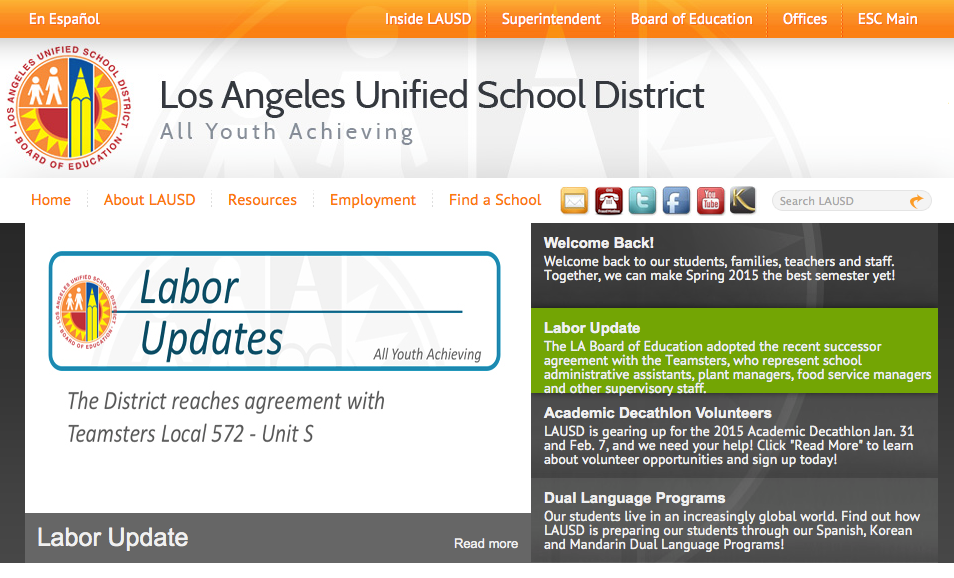 En Español
Inside LAUSD
Superintendent
Board of Education
Offices
ESC Main
LOS ANGELES UNIFIED SCHOOL DISTRICT
BOARD OF EDUCATION
Los Angeles Unified School District
All Youth Achieving
Home
About LAUSD
Resources
Employment
Find a School
You
Tube
K
Search LAUSD
Labor
Updates
All Youth Achieving
LOS ANGELES UNIFIED SCHOOL DISTRICT
BOARD OF EDUCATION
The District reaches agreement with
Teamsters Local 572 - Unit S
Labor Update
Read more
Welcome Back!
Welcome back to our students, families, teachers and staff.
Together, we can make Spring 2015 the best semester yet!
Labor Update
The LA Board of Education adopted the recent successor
agreement with the Teamsters, who represent school
administrative assistants, plant managers, food service managers
and other supervisory staff.
Academic Decathlon Volunteers
LAUSD is gearing up for the 2015 Academic Decathlon Jan. 31
and Feb. 7, and we need your help! Click "Read More" to learn
about volunteer opportunities and sign up today!
Dual Language Programs
Our students live in an increasingly global world. Find out how
LAUSD is preparing our students through our Spanish, Korean
and Mandarin Dual Language Programs!